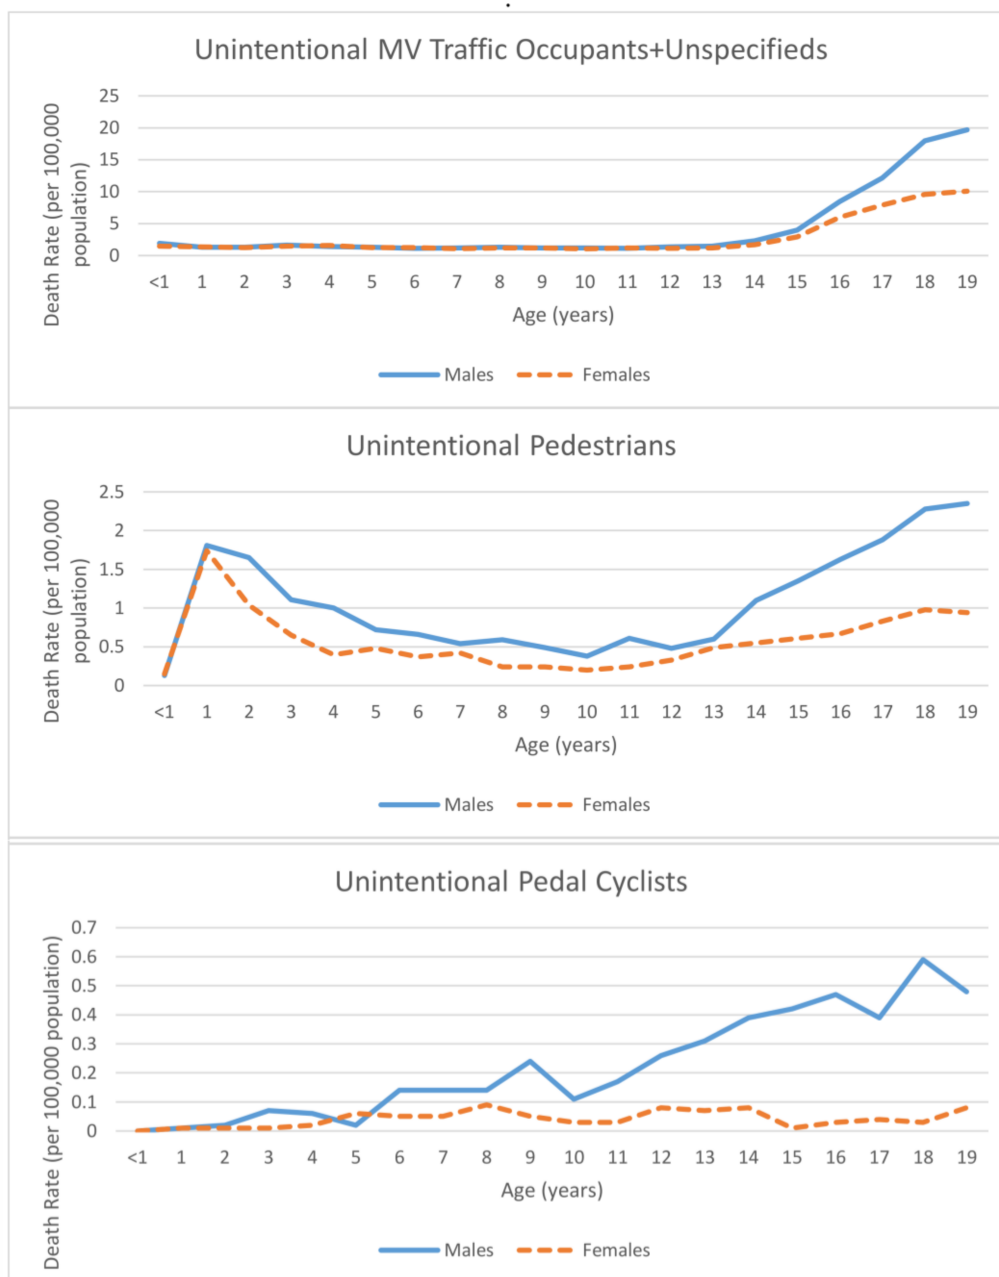 Unintentional MV Traffic Occupants+Unspecifieds
Death Rate (per 100,000
population)
25
20
15
10
5
0
<1 1 2 3 4 5 6 7 8 9 10 11 12 13 14 15 16 17 18 19
Age (years)
Males Females
Unintentional Pedestrians
Death Rate (per 100,000
population)
2.5
2
1.5
1
0.5
0
<1 1 2 3 4 5 6 7 8 9 10 11 12 13 14 15 16 17 18 19
Age (years)
Males Females
Unintentional Pedal Cyclists
Death Rate (per 100,000 population)
0.7
0.6
0.5
0.4
0.3
0.2
0.1
0
<1 1 2 3 4 5 6 7 8 9 10 11 12 13 14 15 16 17 18 19
Age (years)
Males Females